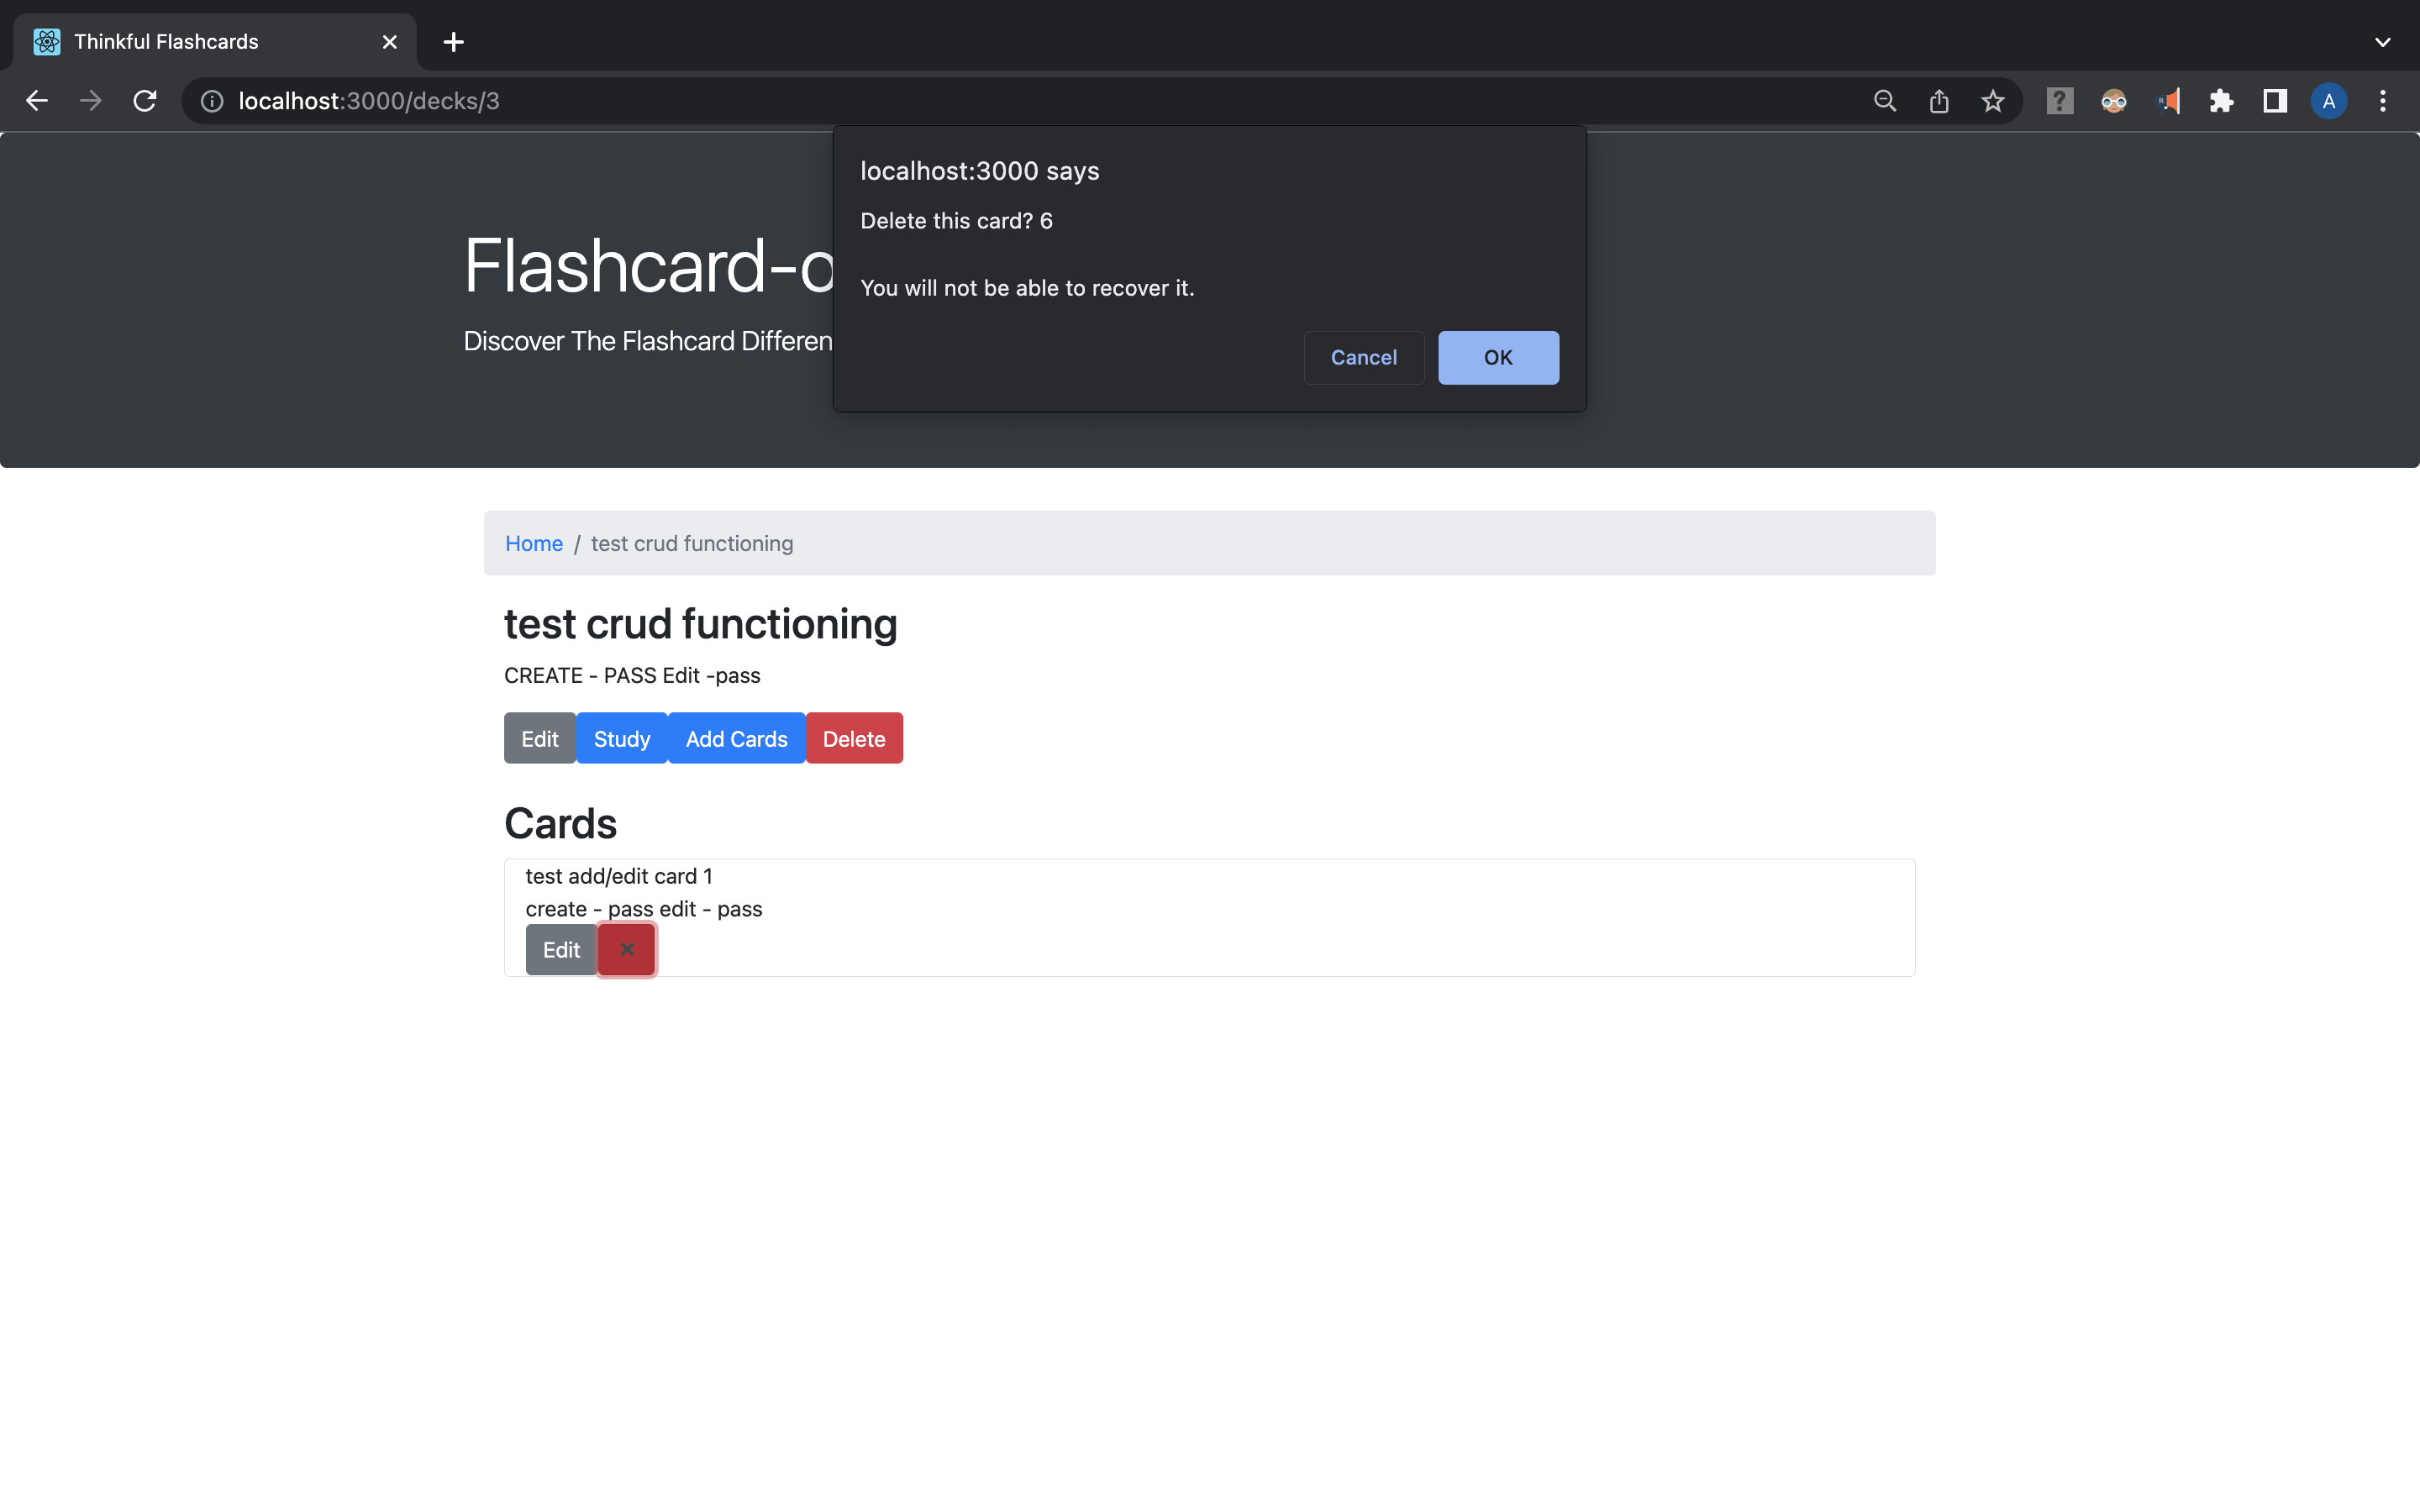 Thinkful Flashcards
localhost:3000/decks/3
A
localhost:3000 says
Delete this card? 6
You will not be able to recover it.
Cancel
OK
Flashcard-o
Discover The Flashcard Differen
Home / test crud functioning
test crud functioning
CREATE - PASS Edit -pass
Edit Study Add Cards Delete
Cards
test add/edit card 1
create - pass edit - pass
Edit